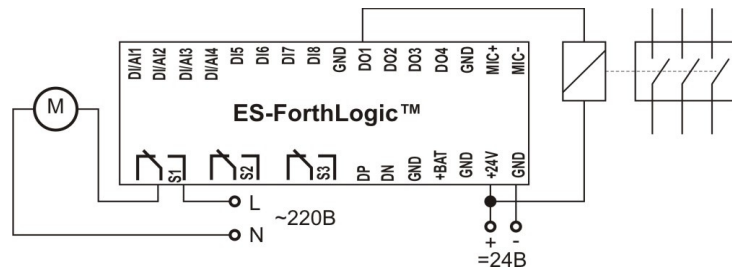 DI/AI1 DI/AI2 DI/AI3 DI/AI4 DI5 DI6 DI7 DI8 GND DO1 DO2 DO3 DO4 GND MIC+ MIC-
M
ES-ForthLogic™
S1 S2 S3 DP DN GND +BAT GND +24V GND
L
~220В
N
+ -
=24В